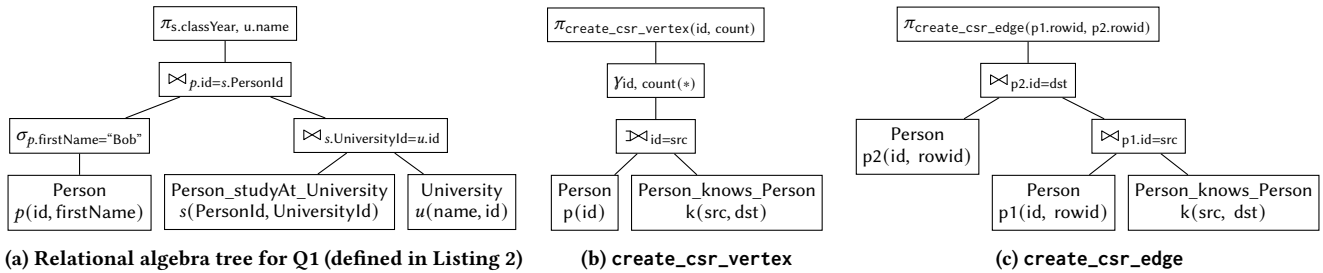 π s.classYear, u.name
⋈ p.id=s.PersonId
σ p.firstName="Bob"
⋈ s.UniversityId=u.id
Person
p(id, firstName)
Person_studyAt_University
s(PersonId, UniversityId)
University
u(name, id)
(a) Relational algebra tree for Q1 (defined in Listing 2)
π create_csr_vertex(id, count)
γ id, count(*)
⟕ id=src
Person
p(id)
Person_knows_Person
k(src, dst)
(b) create_csr_vertex
π create_csr_edge(p1.rowid, p2.rowid)
⋈ p2.id=dst
Person
p2(id, rowid)
⋈ p1.id=src
Person
p1(id, rowid)
Person_knows_Person
k(src, dst)
(c) create_csr_edge